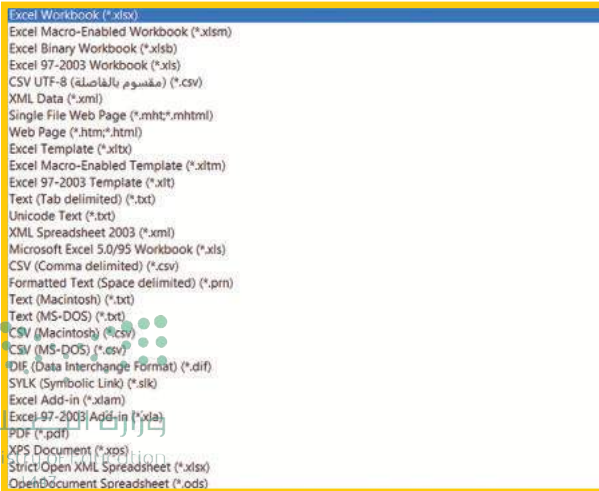 Excel Workbook (*.xlsx)
Excel Macro-Enabled Workbook (*.xlsm)
Excel Binary Workbook (*.xlsb)
Excel 97-2003 Workbook (*.xls)
CSV UTF-8 (مقسوم بالفاصلة) (*.csv)
XML Data (*.xml)
Single File Web Page (*.mht;*.mhtml)
Web Page (*.htm;*.html)
Excel Template (*.xltx)
Excel Macro-Enabled Template (*.xltm)
Excel 97-2003 Template (*.xlt)
Text (Tab delimited) (*.txt)
Unicode Text (*.txt)
XML Spreadsheet 2003 (*.xml)
Microsoft Excel 5.0/95 Workbook (*.xls)
CSV (Comma delimited) (*.csv)
Formatted Text (Space delimited) (*.prn)
Text (Macintosh) (*.txt)
Text (MS-DOS) (*.txt)
CSV (Macintosh) (*.csv)
CSV (MS-DOS) (*.csv)
DIF (Data Interchange Format) (*.dif)
SYLK (Symbolic Link) (*.slk)
Excel Add-in (*.xlam)
Excel 97-2003 Add-in (*.xla)
PDF (*.pdf)
XPS Document (*.xps)
Strict Open XML Spreadsheet (*.xlsx)
OpenDocument Spreadsheet (*.ods)